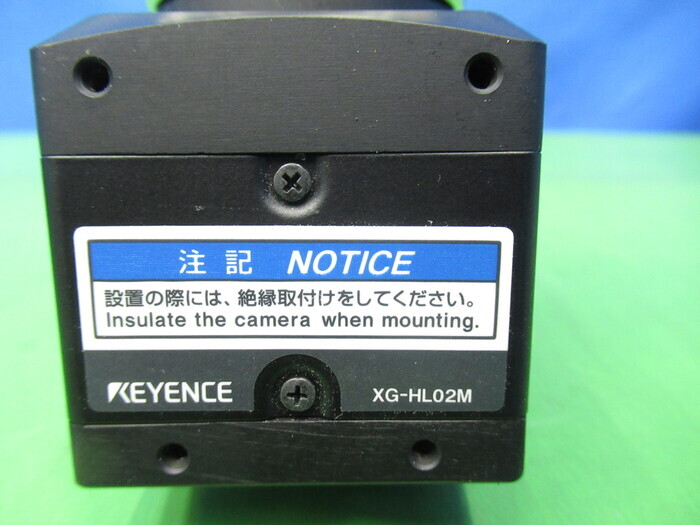 注記 NOTICE
設置の際には、絶縁取付けをしてください。
Insulate the camera when mounting.
KEYENCE XG-HL02M